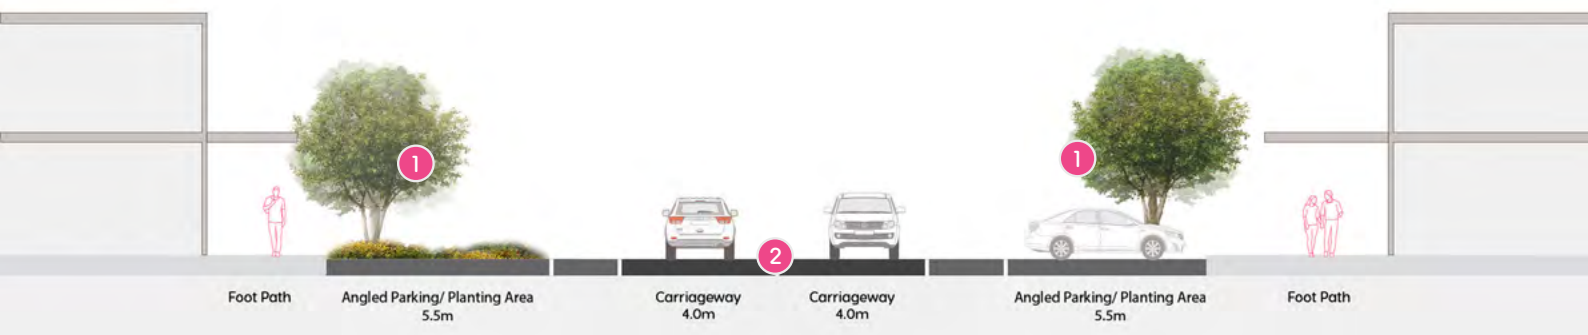 1
1
2
Foot Path
Angled Parking/ Planting Area
5.5m
Carriageway
4.0m
Carriageway
4.0m
Angled Parking/ Planting Area
5.5m
Foot Path